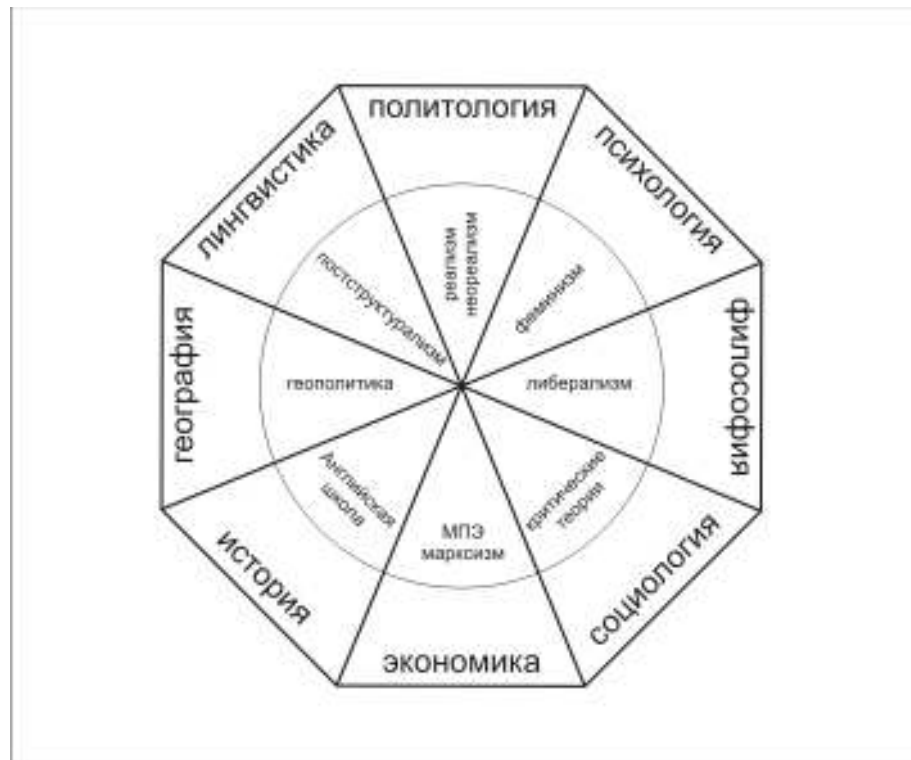 политология
психология
философия
социология
экономика
история
география
лингвистика
реализм
неореализм
феминизм
либерализм
критические
теория
МПЭ
марксизм
Английская
школа
геополитика
постструктурализм